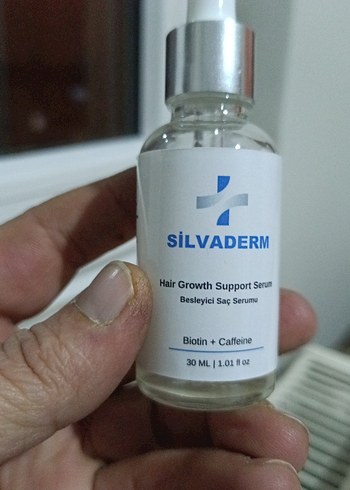 SİLVADERM
Hair Growth Support Serum
Besleyici Saç Serumu
Biotin + Caffeine
30 ML | 1.01 fl oz